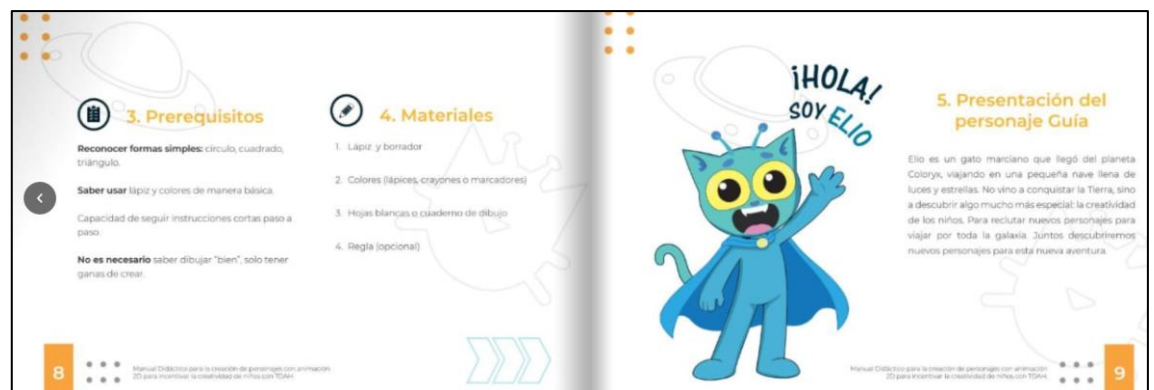 3. Prerequisitos
Reconocer formas simples: círculo, cuadrado,
triángulo.
Saber usar lápiz y colores de manera básica.
Capacidad de seguir instrucciones cortas paso a
paso.
No es necesario saber dibujar "bien", solo tener
ganas de crear.
4. Materiales
1. Lápiz y borrador
2. Colores (lápices, crayones o marcadores)
3. Hojas blancas o cuaderno de dibujo
4. Regla (opcional)
8
Manual Didáctico para la creación de personajes con animación
2D para incentivar la creatividad de niños con TDAH.
¡HOLA!
SOY ELIO
5. Presentación del
personaje Guía
Elio es un gato marciano que llegó del planeta
Coloryx, viajando en una pequeña nave llena de
luces y estrellas. No vino a conquistar la Tierra, sino
a descubrir algo mucho más especial: la creatividad
de los niños. Para reclutar nuevos personajes para
viajar por toda la galaxia. Juntos descubriremos
nuevos personajes para esta nueva aventura.
Manual Didáctico para la creación de personajes con animación
2D para incentivar la creatividad de niños con TDAH.
9